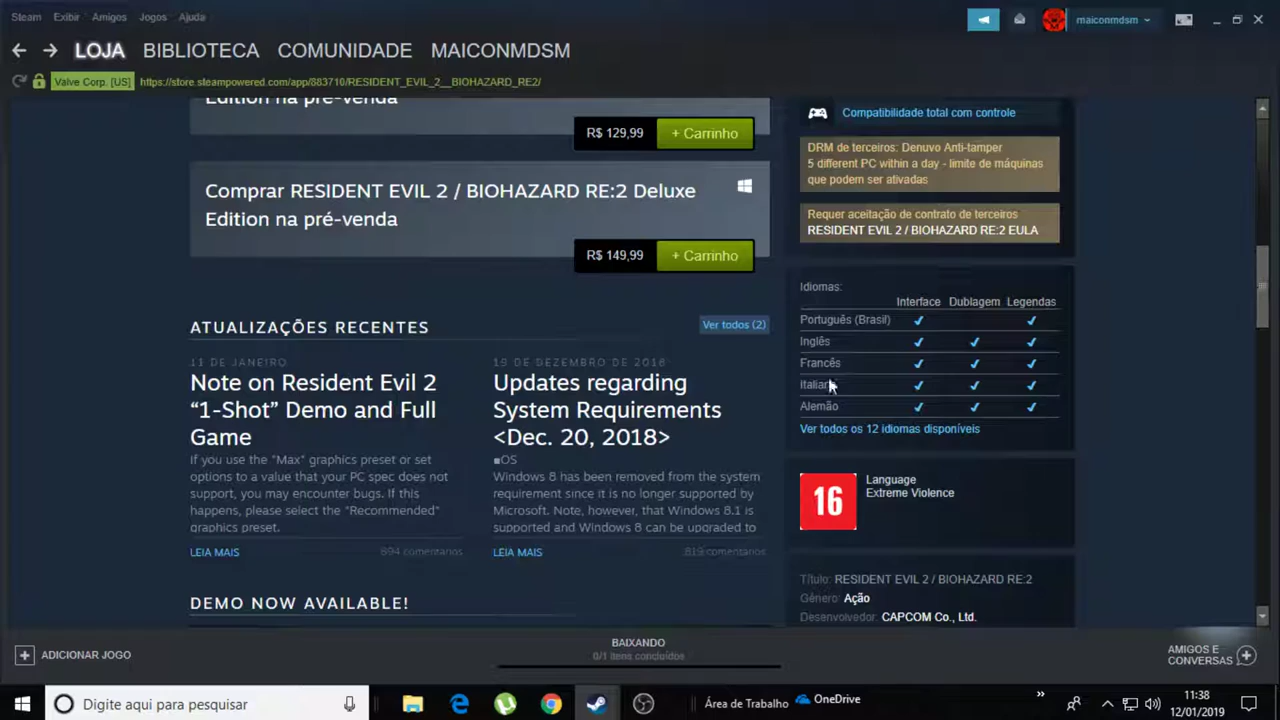 Steam Exibir Amigos Jogos Ajuda
maiconmdsm
LOJA BIBLIOTECA COMUNIDADE MAICONMDSM
Valve Corp. [US] https://store.steampowered.com/app/883710/RESIDENT_EVIL_2__BIOHAZARD_RE2/
Edition na pré-venda
R$ 129,99 + Carrinho
Comprar RESIDENT EVIL 2 / BIOHAZARD RE:2 Deluxe
Edition na pré-venda
R$ 149,99 + Carrinho
ATUALIZAÇÕES RECENTES
Ver todos (2)
11 DE JANEIRO
Note on Resident Evil 2
“1-Shot” Demo and Full
Game
If you use the "Max" graphics preset or set
options to a value that your PC spec does not
support, you may encounter bugs. If this
happens, please select the "Recommended"
graphics preset.
LEIA MAIS 894 comentários
19 DE DEZEMBRO DE 2018
Updates regarding
System Requirements
<Dec. 20, 2018>
■OS
Windows 8 has been removed from the system
requirement since it is no longer supported by
Microsoft. Note, however, that Windows 8.1 is
supported and Windows 8 can be upgraded to
LEIA MAIS 819 comentários
DEMO NOW AVAILABLE!
Compatibilidade total com controle
DRM de terceiros: Denuvo Anti-tamper
5 different PC within a day - limite de máquinas
que podem ser ativadas
Requer aceitação de contrato de terceiros
RESIDENT EVIL 2 / BIOHAZARD RE:2 EULA
Idiomas:
Interface Dublagem Legendas
Português (Brasil) ✔ ✔
Inglês ✔ ✔ ✔
Francês ✔ ✔ ✔
Italiano ✔ ✔ ✔
Alemão ✔ ✔ ✔
Ver todos os 12 idiomas disponíveis
16
Language
Extreme Violence
Título: RESIDENT EVIL 2 / BIOHAZARD RE:2
Gênero: Ação
Desenvolvedor: CAPCOM Co., Ltd.
ADICIONAR JOGO
BAIXANDO
0/1 itens concluídos
AMIGOS E
CONVERSAS
Digite aqui para pesquisar
Área de Trabalho
OneDrive
»
11:38
12/01/2019